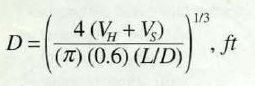 D = ( 4 (V_H + V_S) / (π) (0.6) (L/D) )^1/3 , ft